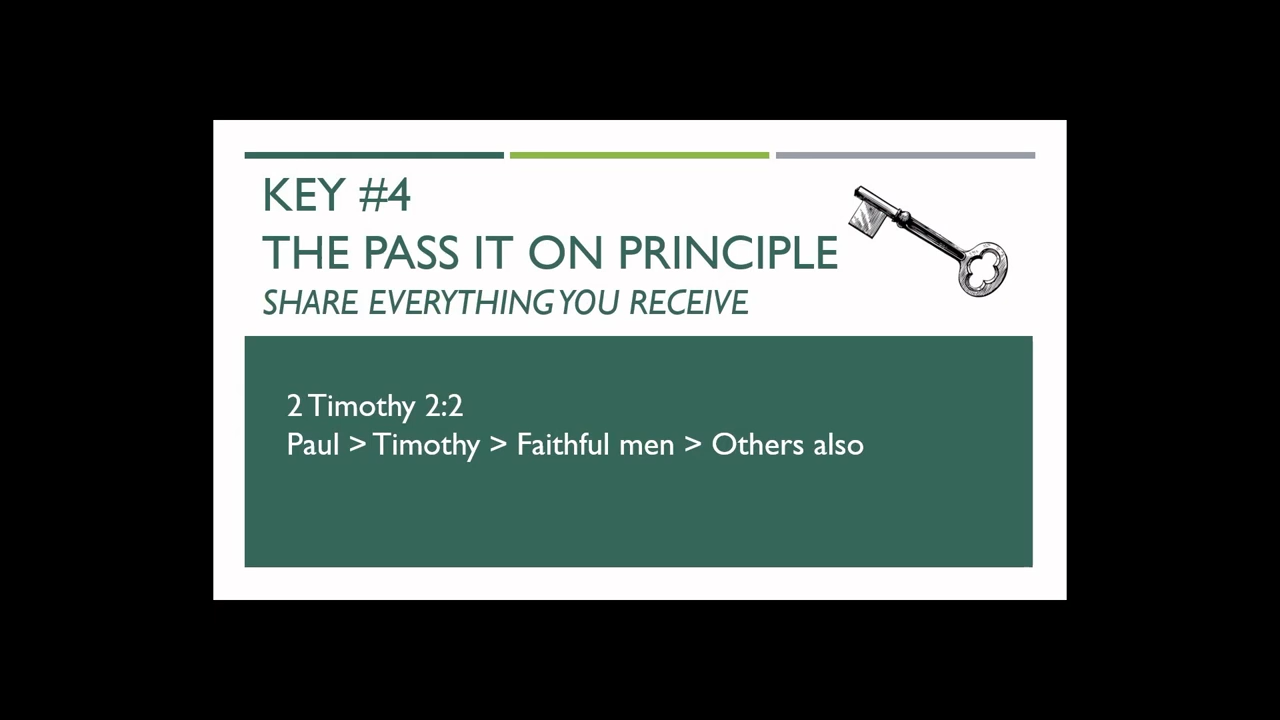 KEY #4
THE PASS IT ON PRINCIPLE
SHARE EVERYTHING YOU RECEIVE
2 Timothy 2:2
Paul > Timothy > Faithful men > Others also